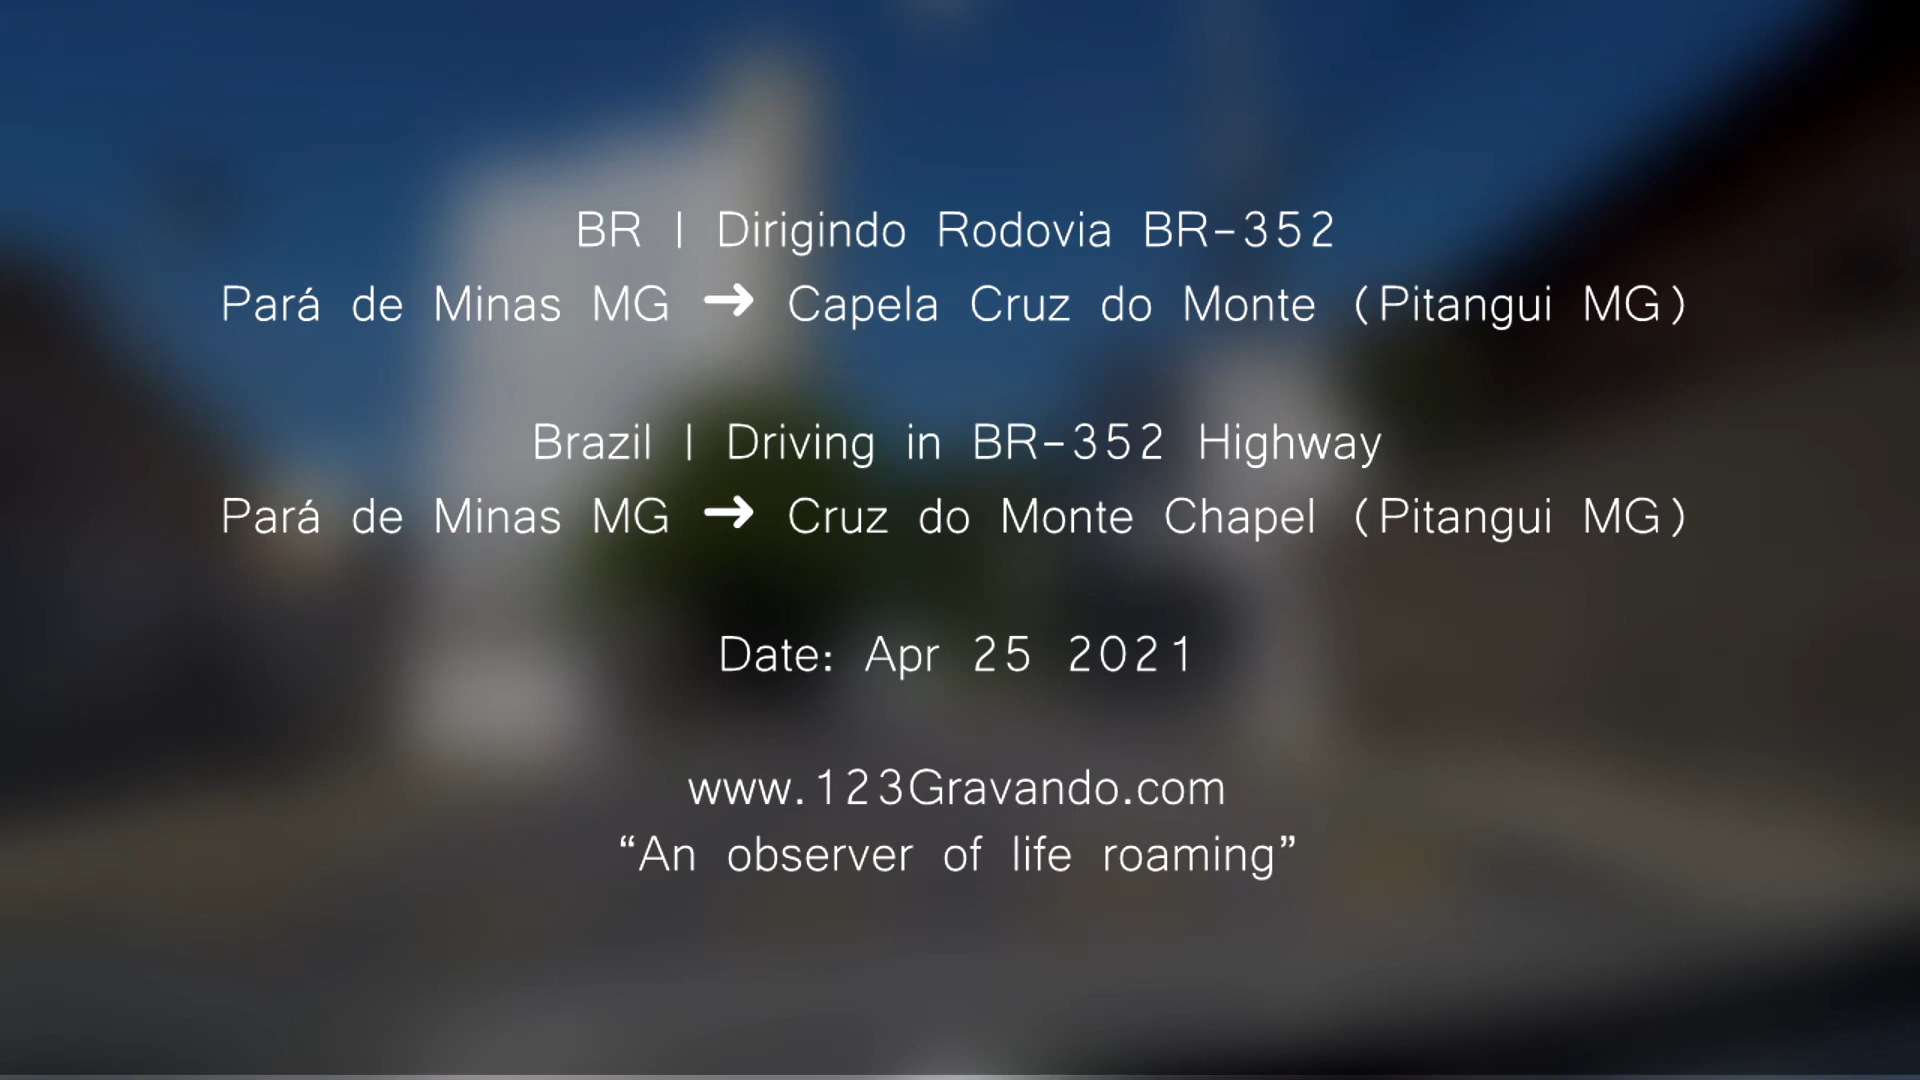 BR | Dirigindo Rodovia BR-352
Pará de Minas MG ➜ Capela Cruz do Monte (Pitangui MG)
Brazil | Driving in BR-352 Highway
Pará de Minas MG ➜ Cruz do Monte Chapel (Pitangui MG)
Date: Apr 25 2021
www.123Gravando.com
“An observer of life roaming”